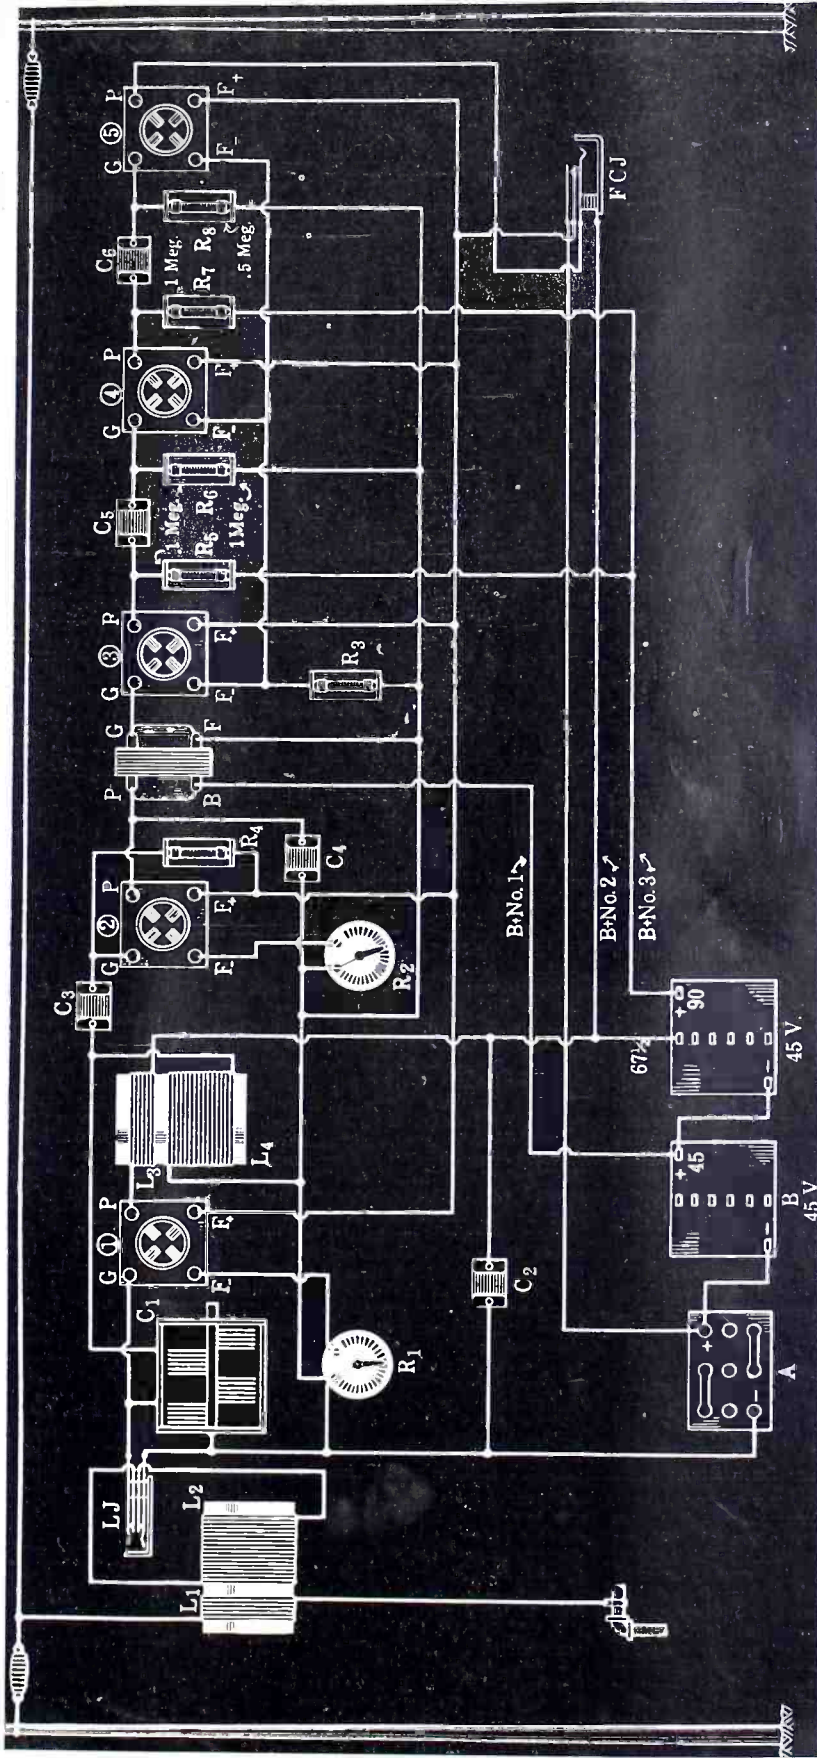 LJ
L1
L2
C1
R1
G
①
P
F-
F+
L3
L4
C2
C3
G
②
P
F-
F+
R2
R4
C4
P
G
B
F
G
③
P
F-
F+
R3
C5
.1 Meg.
R5
R6
1 Meg.
G
④
P
F-
F+
C6
.1 Meg.
R7
R8
.5 Meg.
G
⑤
P
F-
F+
FCJ
B+No. 1
B+No. 2
B+No. 3
+
-
A
+
45
-
B
45 V
67½
+
90
-
45 V.